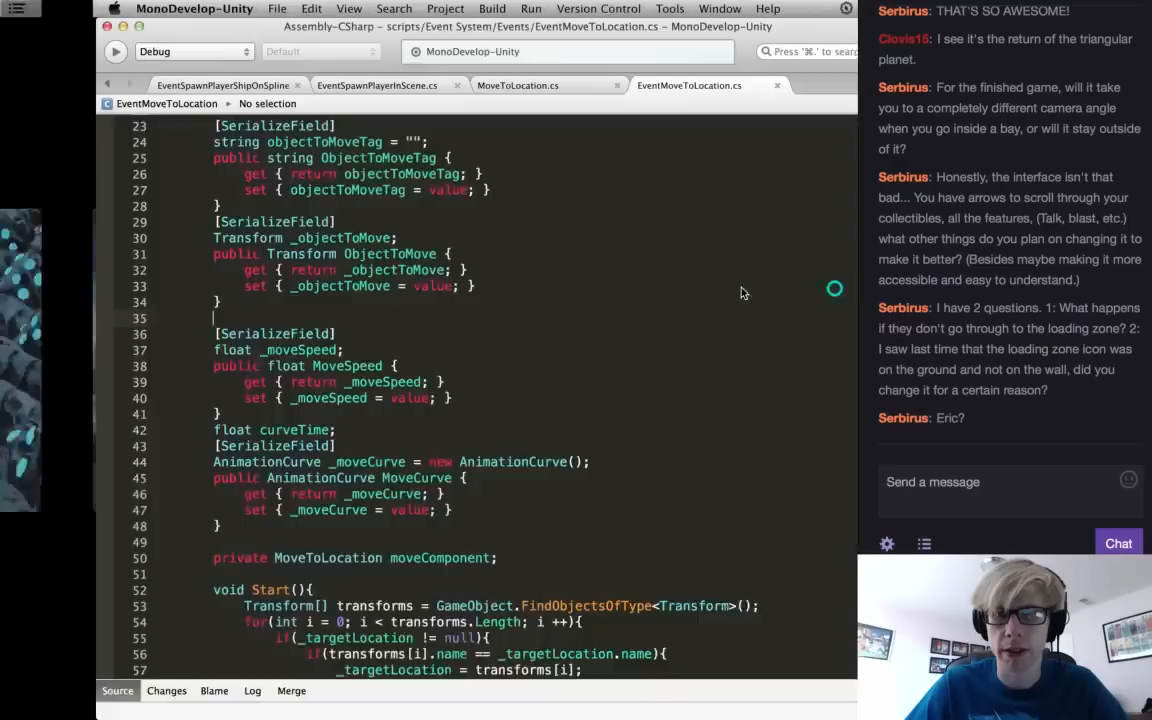 MonoDevelop-Unity File Edit View Search Project Build Run Version Control Tools Window Help
Assembly-CSharp - scripts/Event System/Events/EventMoveToLocation.cs - MonoDevelop-Unity
Debug Default MonoDevelop-Unity Press '⌘.' to search
EventSpawnPlayerShipOnSpline EventSpawnPlayerInScene.cs MoveToLocation.cs EventMoveToLocation.cs
EventMoveToLocation ▸ No selection
23 [SerializeField]
24 string objectToMoveTag = "";
25 public string ObjectToMoveTag {
26 get { return objectToMoveTag; }
27 set { objectToMoveTag = value; }
28 }
29 [SerializeField]
30 Transform _objectToMove;
31 public Transform ObjectToMove {
32 get { return _objectToMove; }
33 set { _objectToMove = value; }
34 }
35
36 [SerializeField]
37 float _moveSpeed;
38 public float MoveSpeed {
39 get { return _moveSpeed; }
40 set { _moveSpeed = value; }
41 }
42 float curveTime;
43 [SerializeField]
44 AnimationCurve _moveCurve = new AnimationCurve();
45 public AnimationCurve MoveCurve {
46 get { return _moveCurve; }
47 set { _moveCurve = value; }
48 }
49
50 private MoveToLocation moveComponent;
51
52 void Start(){
53 Transform[] transforms = GameObject.FindObjectsOfType<Transform>();
54 for(int i = 0; i < transforms.Length; i ++){
55 if(_targetLocation != null){
56 if(transforms[i].name == _targetLocation.name){
57 _targetLocation = transforms[i];
Source Changes Blame Log Merge
Serbirus: THAT'S SO AWESOME!
Clovis15: I see it's the return of the triangular
planet.
Serbirus: For the finished game, will it take
you to a completely different camera angle
when you go inside a bay, or will it stay outside
of it?
Serbirus: Honestly, the interface isn't that
bad... You have arrows to scroll through your
collectibles, all the features, (Talk, blast, etc.)
what other things do you plan on changing it to
make it better? (Besides maybe making it more
accessible and easy to understand.)
Serbirus: I have 2 questions. 1: What happens
if they don't go through to the loading zone? 2:
I saw last time that the loading zone icon was
on the ground and not on the wall, did you
change it for a certain reason?
Serbirus: Eric?
Send a message
Chat